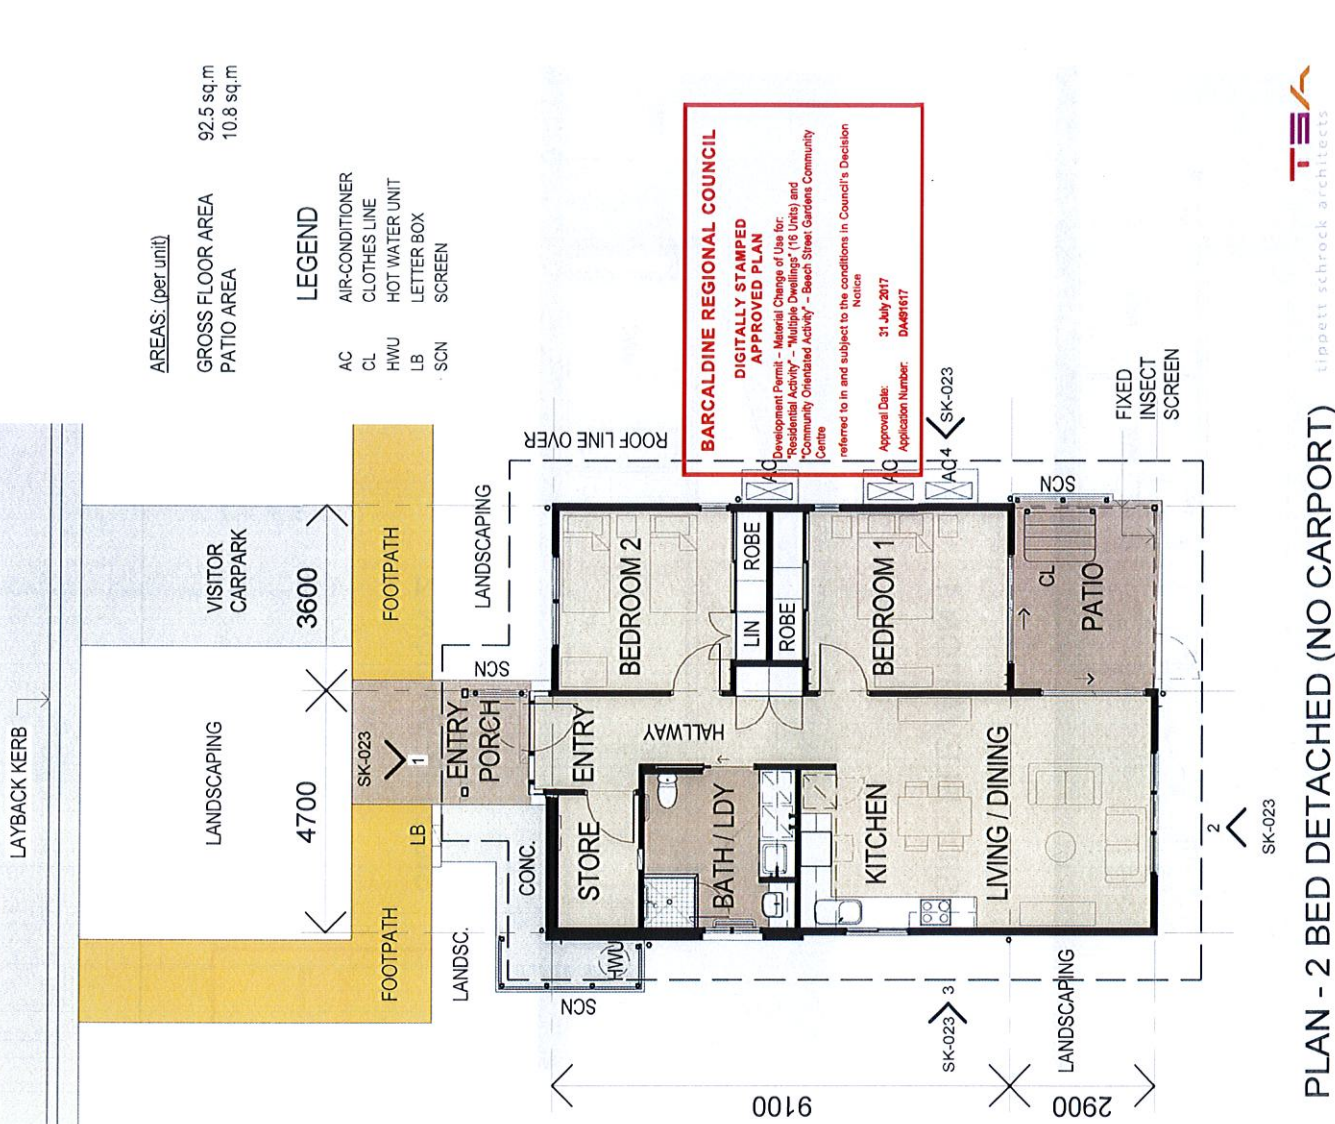 AREAS: (per unit)
GROSS FLOOR AREA 92.5 sq.m
PATIO AREA 10.8 sq.m
LEGEND
AC AIR-CONDITIONER
CL CLOTHES LINE
HWU HOT WATER UNIT
LB LETTER BOX
SCN SCREEN
BARCALDINE REGIONAL COUNCIL
DIGITALLY STAMPED
APPROVED PLAN
Development Permit – Material Change of Use for:
"Residential Activity" – "Multiple Dwellings" (16 Units) and
"Community Orientated Activity" – Beech Street Gardens Community
Centre
referred to in and subject to the conditions in Council's Decision
Notice
Approval Date: 31 July 2017
Application Number: DA491617
LAYBACK KERB
VISITOR
CARPARK
LANDSCAPING
3600
4700
FOOTPATH
FOOTPATH
SK-023
1
LB
LANDSC.
LANDSCAPING
ROOF LINE OVER
SCN
ENTRY
PORCH
CONC.
ENTRY
STORE
HWU
SCN
HALLWAY
BEDROOM 2
ROBE
LIN
ROBE
BEDROOM 1
BATH / LDY
KITCHEN
LIVING / DINING
PATIO
CL
SCN
AC
AC
AC
4
SK-023
FIXED
INSECT
SCREEN
2
SK-023
3
SK-023
LANDSCAPING
9100
2900
PLAN - 2 BED DETACHED (NO CARPORT)
TSA
tippett schrock architects